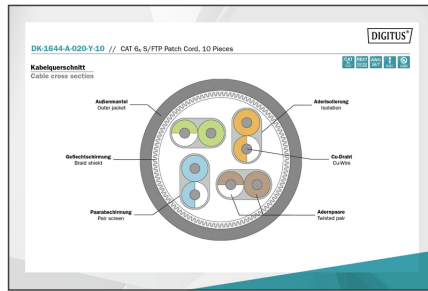 DIGITUS®
DK-1644-A-020-Y-10 // CAT 6A S/FTP Patch Cord, 10 Pieces
Kabelquerschnitt
Cable cross section
Außenmantel
Outer jacket
Aderisolierung
Isolation
Geflechtschirmung
Braid shield
Cu-Draht
Cu-Wire
Paarabschirmung
Pair screen
Adernpaare
Twisted pair